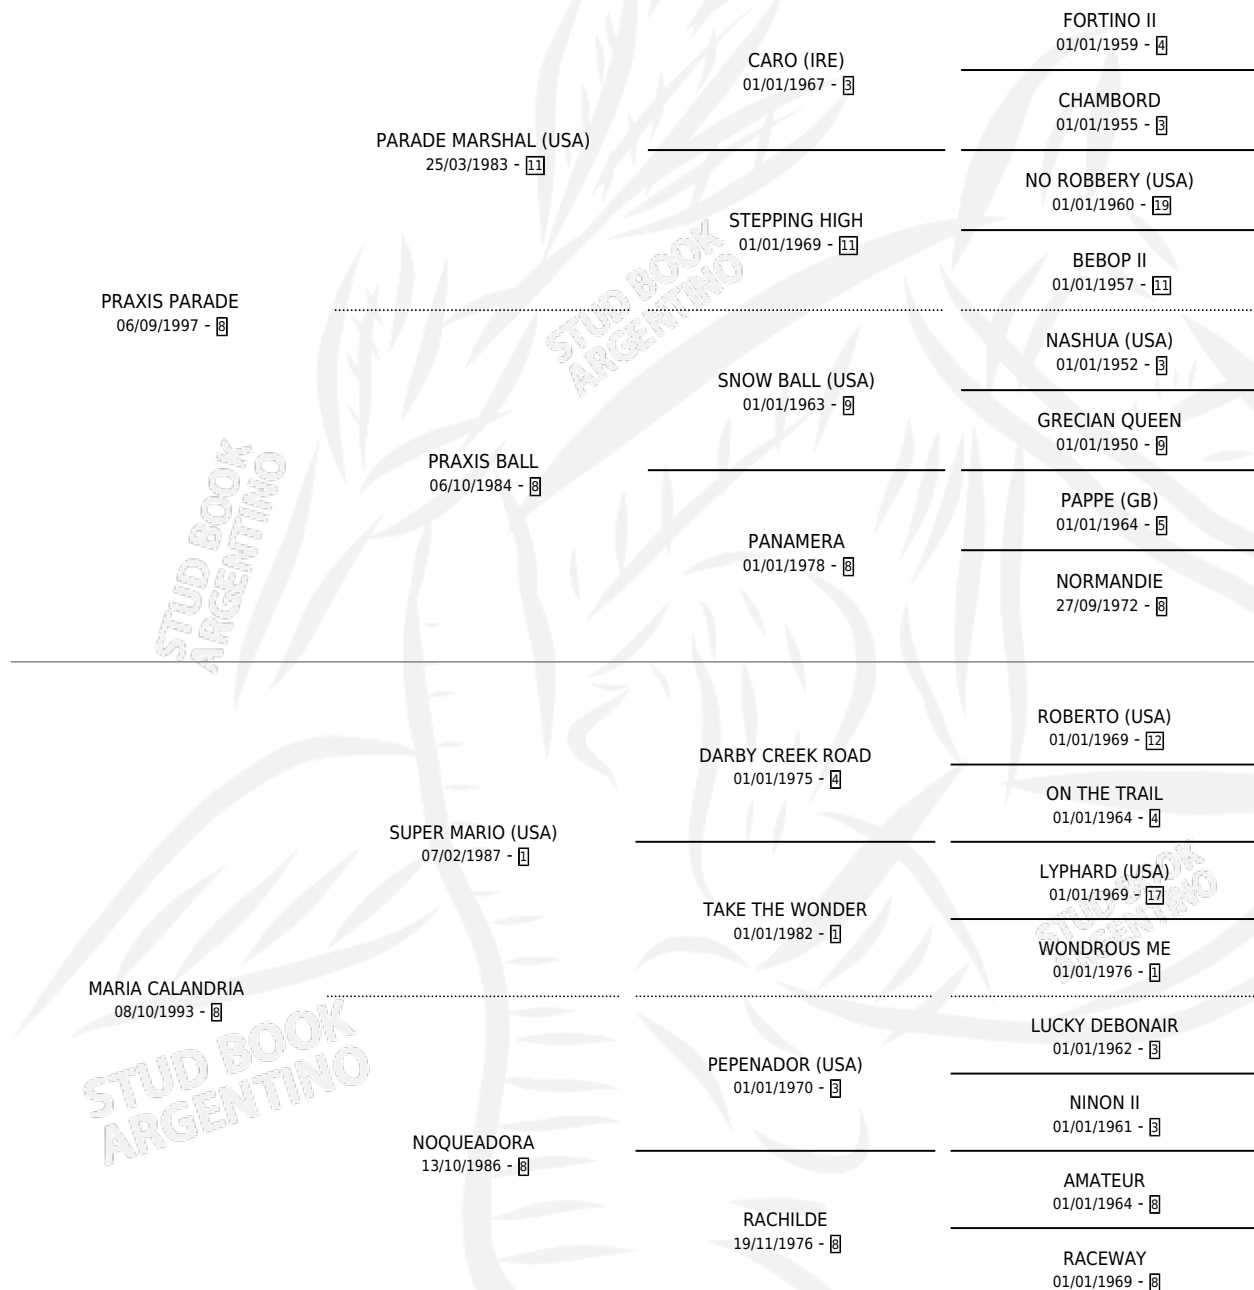 FORTINO II
01/01/1959 - 4
CARO (IRE)
01/01/1967 - 3
CHAMBORD
01/01/1955 - 3
PARADE MARSHAL (USA)
25/03/1983 - 11
NO ROBBERY (USA)
01/01/1960 - 19
STEPPING HIGH
01/01/1969 - 11
BEBOP II
01/01/1957 - 11
PRAXIS PARADE
06/09/1997 - 8
NASHUA (USA)
01/01/1952 - 3
SNOW BALL (USA)
01/01/1963 - 9
GRECIAN QUEEN
01/01/1950 - 9
PRAXIS BALL
06/10/1984 - 8
PAPPE (GB)
01/01/1964 - 5
PANAMERA
01/01/1978 - 8
NORMANDIE
27/09/1972 - 8
ROBERTO (USA)
01/01/1969 - 12
DARBY CREEK ROAD
01/01/1975 - 4
ON THE TRAIL
01/01/1964 - 4
SUPER MARIO (USA)
07/02/1987 - 1
LYPHARD (USA)
01/01/1969 - 17
TAKE THE WONDER
01/01/1982 - 1
WONDROUS ME
01/01/1976 - 1
MARIA CALANDRIA
08/10/1993 - 8
LUCKY DEBONAIR
01/01/1962 - 3
PEPENADOR (USA)
01/01/1970 - 3
NINON II
01/01/1961 - 3
NOQUEADORA
13/10/1986 - 8
AMATEUR
01/01/1964 - 8
RACHILDE
19/11/1976 - 8
RACEWAY
01/01/1969 - 8
STUD BOOK
ARGENTINO
STUD BOOK
ARGENTINO
STUD BOOK
ARGENTINO
STUD BOOK
ARGENTINO